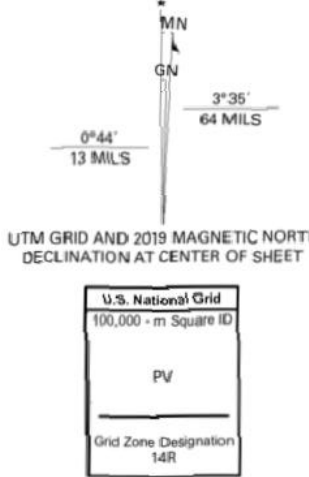 *
MN
GN
3°35´
64 MILS
0°44´
13 MILS
UTM GRID AND 2019 MAGNETIC NORT
DECLINATION AT CENTER OF SHEET
U.S. National Grid
100,000 - m Square ID
PV
Grid Zone Designation
14R